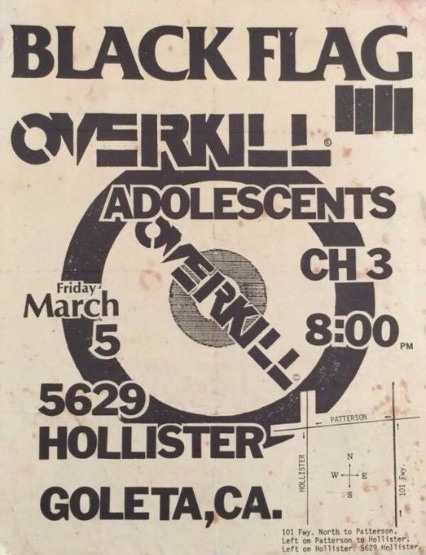 BLACK FLAG
OVERKILL
ADOLESCENTS
OVERKILL
CH 3
Friday
March
5
8:00 PM
5629
HOLLISTER
GOLETA, CA.
PATTERSON
HOLLISTER
N
W E
S
101 Fwy.
101 Fwy. North to Patterson,
Left on Patterson to Hollister,
Left on Hollister, 5629 Hollister.